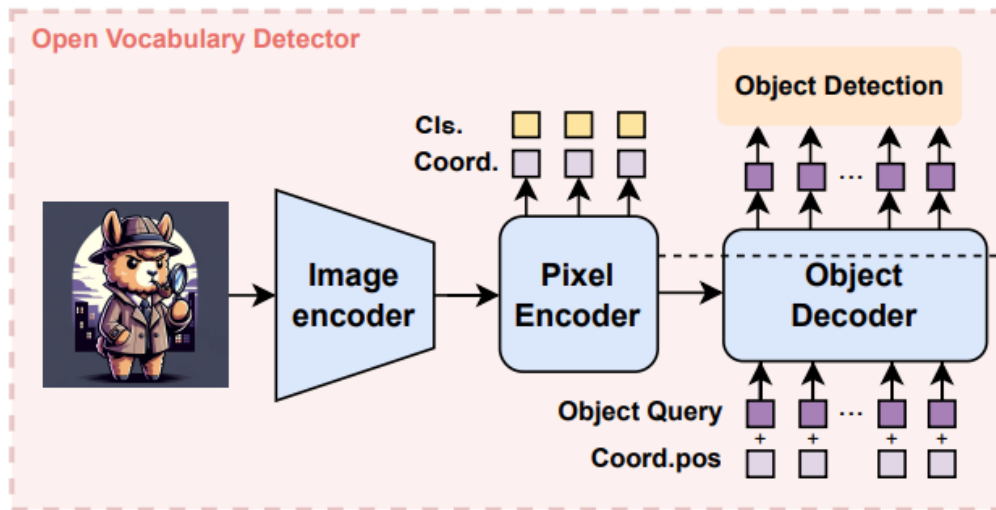 Open Vocabulary Detector
Object Detection
Cls.
Coord.
...
Image
encoder
Pixel
Encoder
Object
Decoder
Object Query
...
+ + + +
Coord.pos